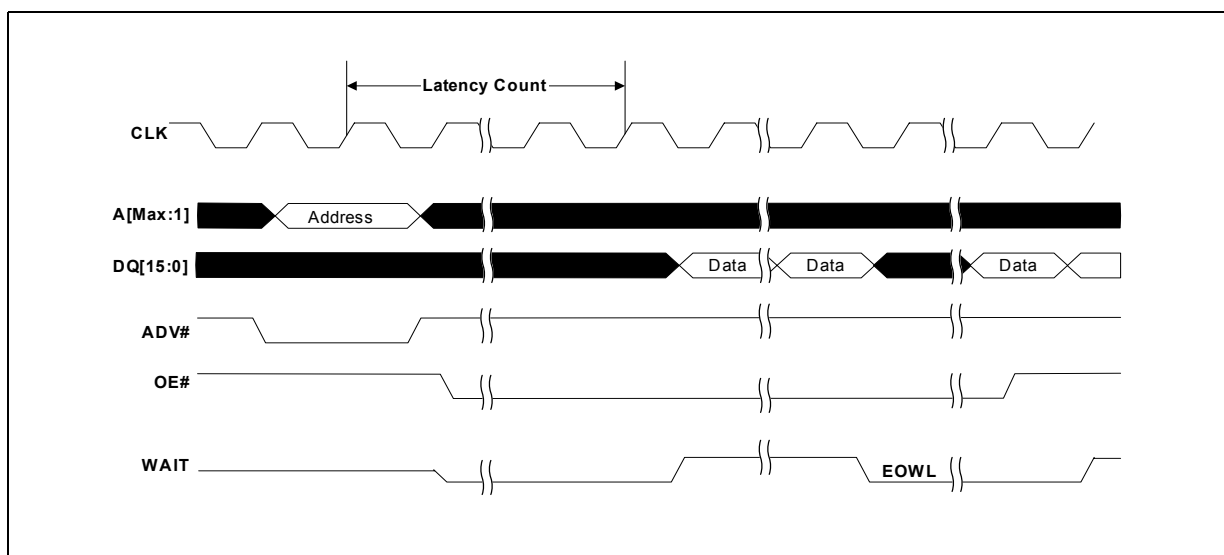 Latency Count
CLK
A[Max:1]
Address
DQ[15:0]
Data
Data
Data
ADV#
OE#
WAIT
EOWL